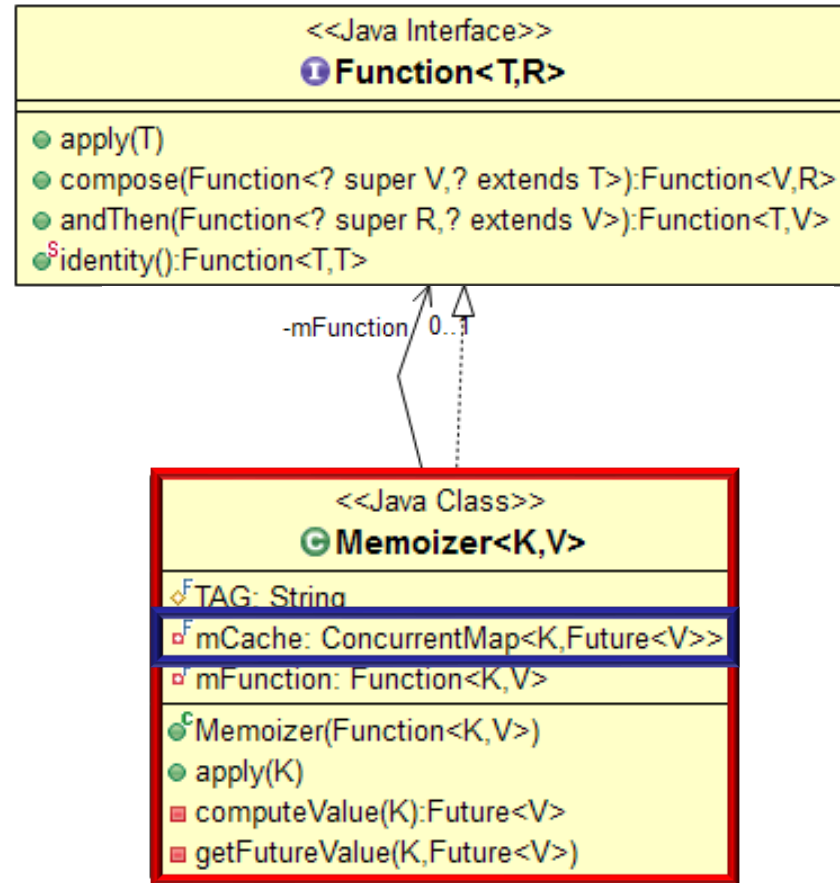 <<Java Interface>>
I Function<T,R>
apply(T)
compose(Function<? super V,? extends T>):Function<V,R>
andThen(Function<? super R,? extends V>):Function<T,V>
S identity():Function<T,T>
-mFunction 0..1
<<Java Class>>
C Memoizer<K,V>
F TAG: String
F mCache: ConcurrentMap<K,Future<V>>
F mFunction: Function<K,V>
C Memoizer(Function<K,V>)
apply(K)
computeValue(K):Future<V>
getFutureValue(K,Future<V>)